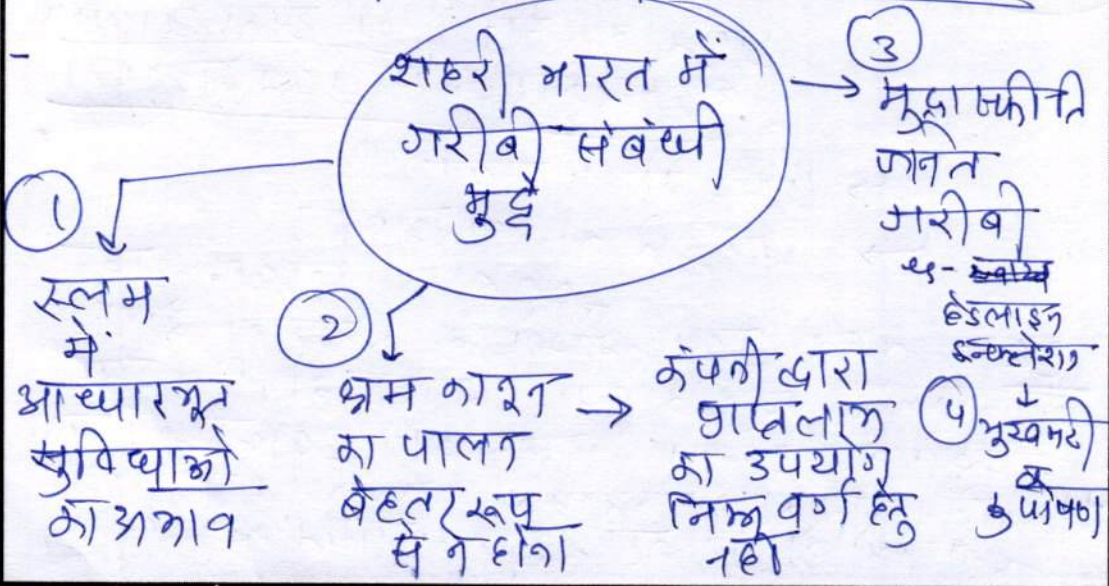 शहरी भारत में
गरीबी संबंधी
मुद्दे
①
स्लम
में
आधारभूत
सुविधाओं
का अभाव
②
श्रम कानून
का पालन
बेहतर रूप
से न होना
→
कंपनी द्वारा
प्राप्त लाभ
का उपयोग
निम्न वर्ग हेतु
नहीं
③
मुद्रास्फीति
जनित
गरीबी
हेडलाइन
इन्फ्लेशन
④
भुखमरी
व
कुपोषण